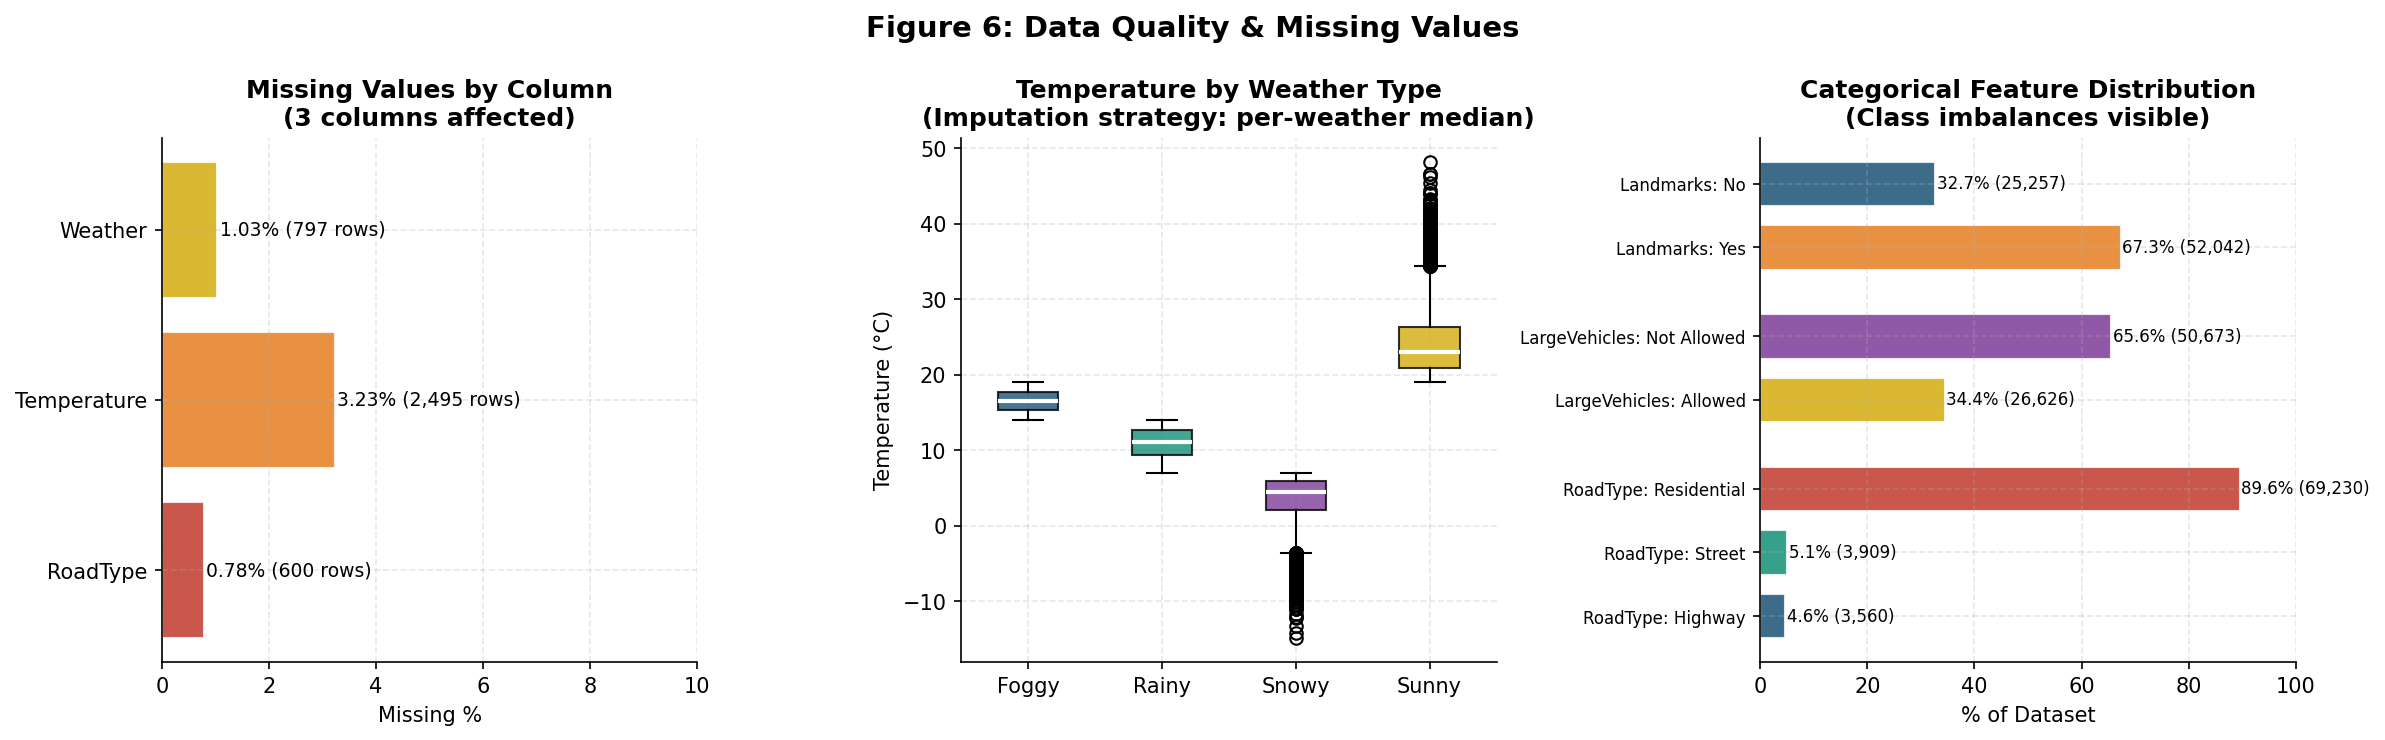 Figure 6: Data Quality & Missing Values
Missing Values by Column
(3 columns affected)
Weather
1.03% (797 rows)
Temperature
3.23% (2,495 rows)
RoadType
0.78% (600 rows)
0
2
4
6
8
10
Missing %
Temperature by Weather Type
(Imputation strategy: per-weather median)
Temperature (°C)
50
40
30
20
10
0
−10
Foggy
Rainy
Snowy
Sunny
Categorical Feature Distribution
(Class imbalances visible)
Landmarks: No
32.7% (25,257)
Landmarks: Yes
67.3% (52,042)
LargeVehicles: Not Allowed
65.6% (50,673)
LargeVehicles: Allowed
34.4% (26,626)
RoadType: Residential
89.6% (69,230)
RoadType: Street
5.1% (3,909)
RoadType: Highway
4.6% (3,560)
0
20
40
60
80
100
% of Dataset